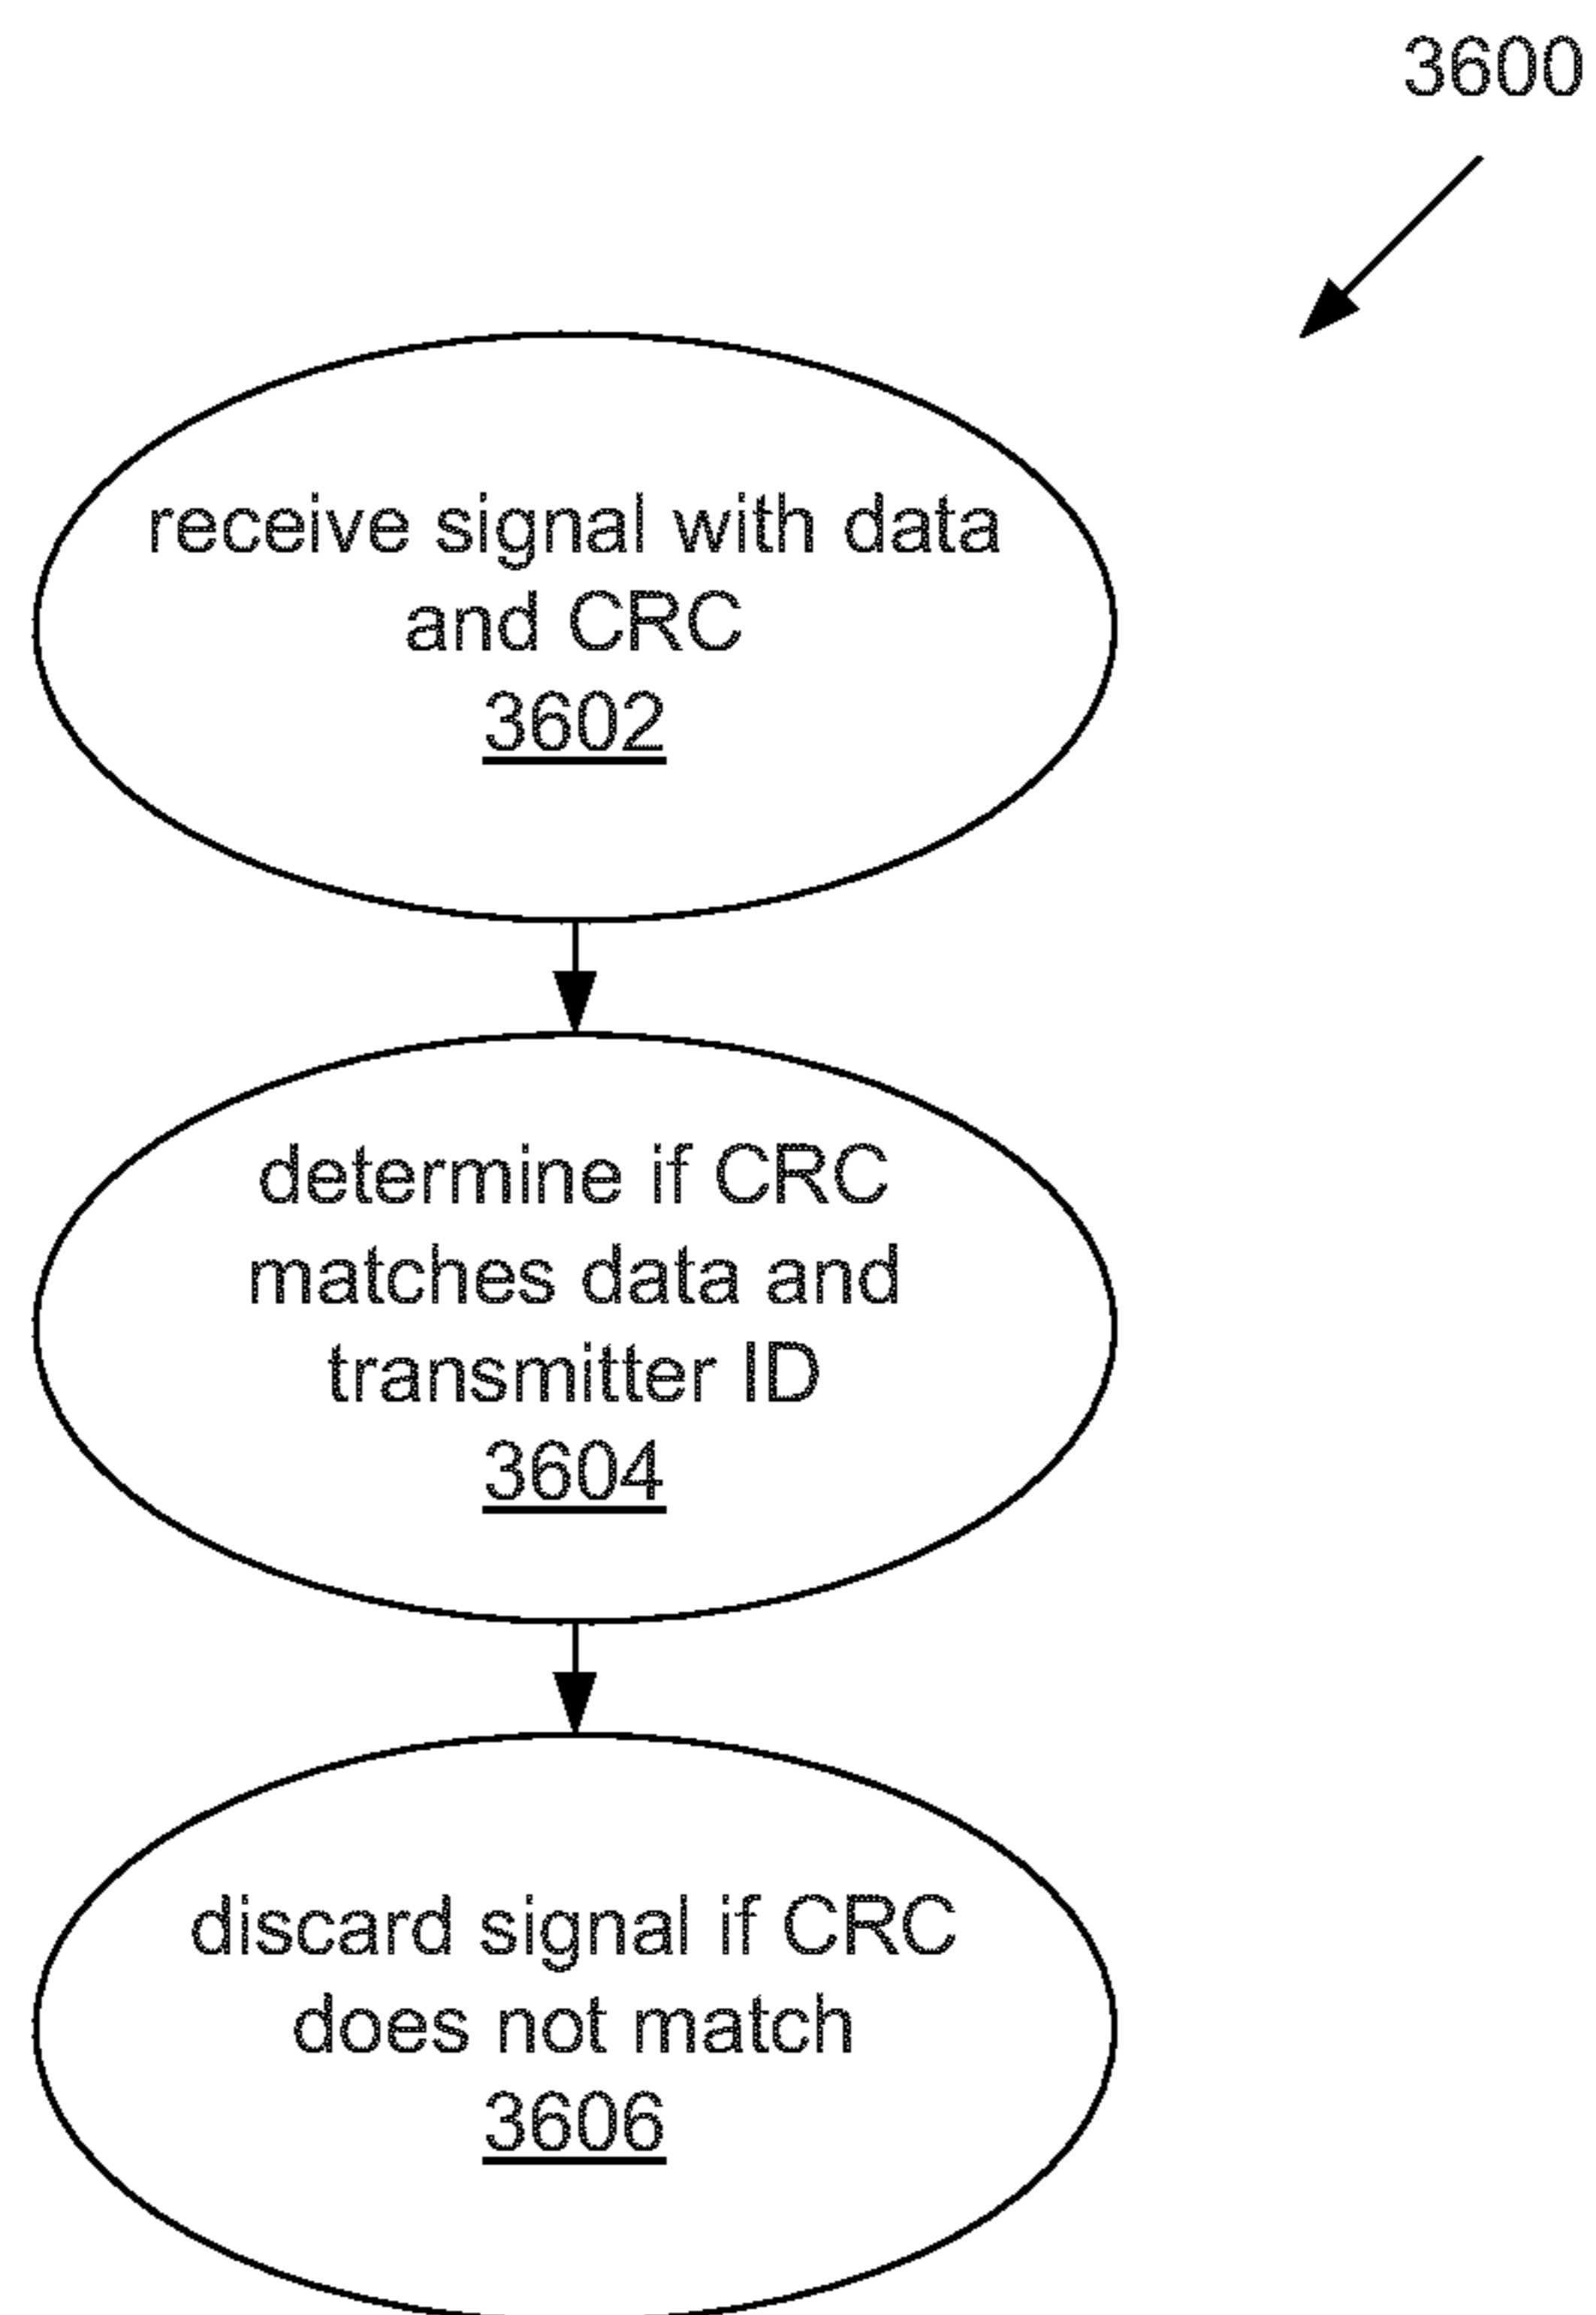 3600
receive signal with data
and CRC
3602
determine if CRC
matches data and
transmitter ID
3604
discard signal if CRC
does not match
3606